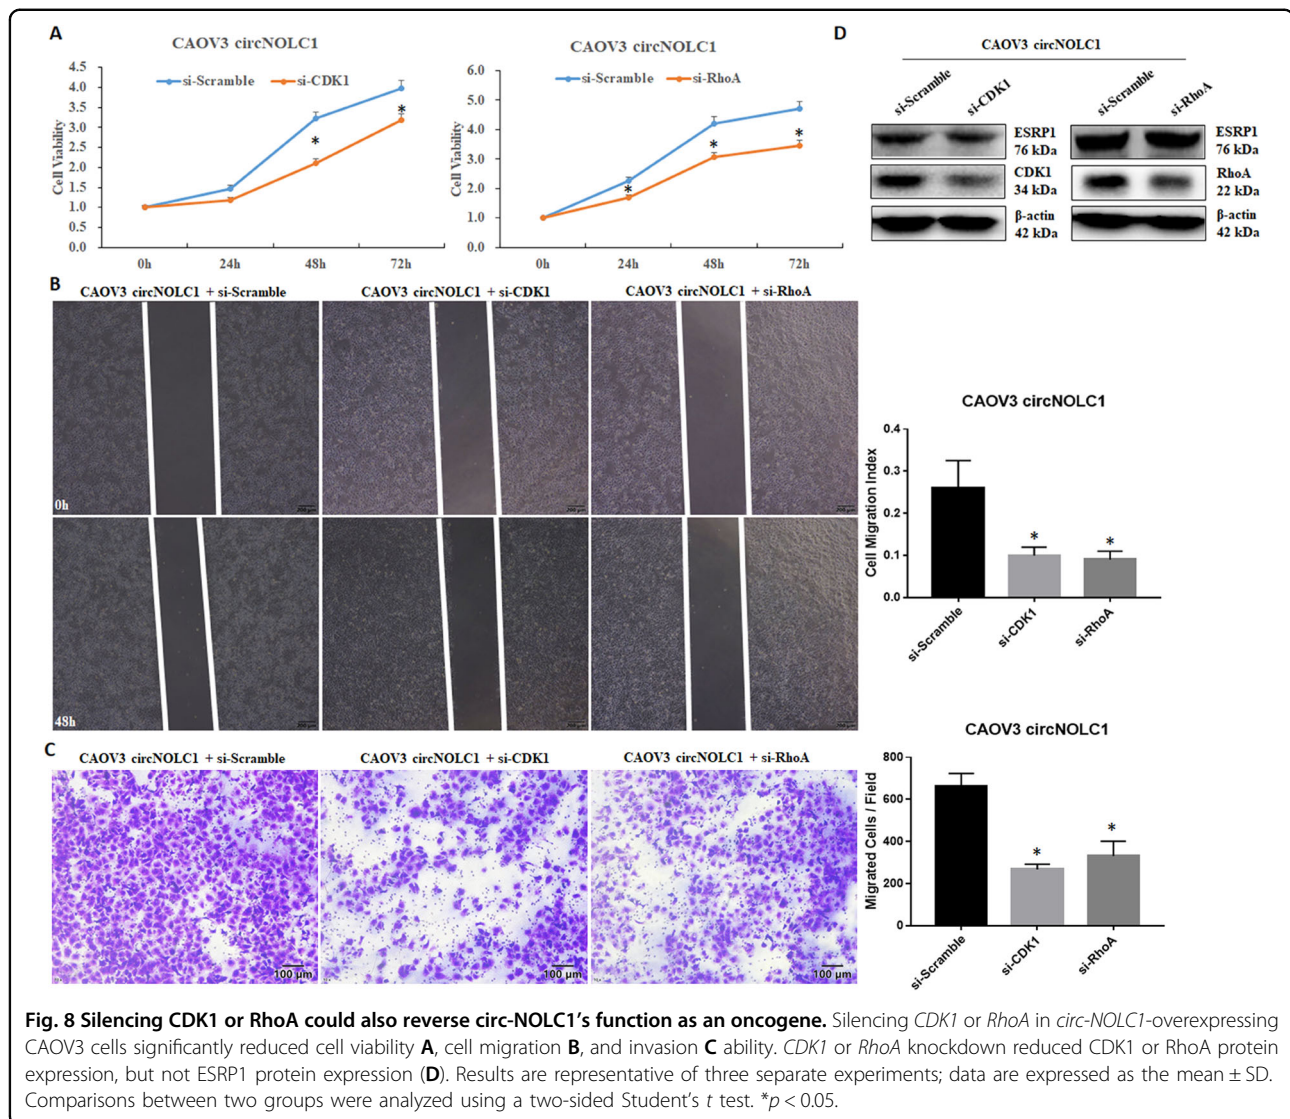 A
CAOV3 circNOLC1
si-Scramble si-CDK1
Cell Viability
4.5
4.0
3.5
3.0
2.5
2.0
1.5
1.0
0.5
0.0
* *
0h 24h 48h 72h
CAOV3 circNOLC1
si-Scramble si-RhoA
Cell Viability
6.0
5.0
4.0
3.0
2.0
1.0
0.0
* * *
0h 24h 48h 72h
D
CAOV3 circNOLC1
si-Scramble si-CDK1 si-Scramble si-RhoA
ESRP1 ESRP1
76 kDa 76 kDa
CDK1 RhoA
34 kDa 22 kDa
β-actin β-actin
42 kDa 42 kDa
B
CAOV3 circNOLC1 + si-Scramble CAOV3 circNOLC1 + si-CDK1 CAOV3 circNOLC1 + si-RhoA
0h
48h
CAOV3 circNOLC1
Cell Migration Index
0.4
0.3
0.2
0.1
0.0
* *
si-Scramble si-CDK1 si-RhoA
C
CAOV3 circNOLC1 + si-Scramble CAOV3 circNOLC1 + si-CDK1 CAOV3 circNOLC1 + si-RhoA
100 μm 100 μm 100 μm
CAOV3 circNOLC1
Migrated Cells / Field
800
600
400
200
0
* *
si-Scramble si-CDK1 si-RhoA
Fig. 8 Silencing CDK1 or RhoA could also reverse circ-NOLC1's function as an oncogene. Silencing CDK1 or RhoA in circ-NOLC1-overexpressing
CAOV3 cells significantly reduced cell viability A, cell migration B, and invasion C ability. CDK1 or RhoA knockdown reduced CDK1 or RhoA protein
expression, but not ESRP1 protein expression (D). Results are representative of three separate experiments; data are expressed as the mean ± SD.
Comparisons between two groups were analyzed using a two-sided Student's t test. *p < 0.05.